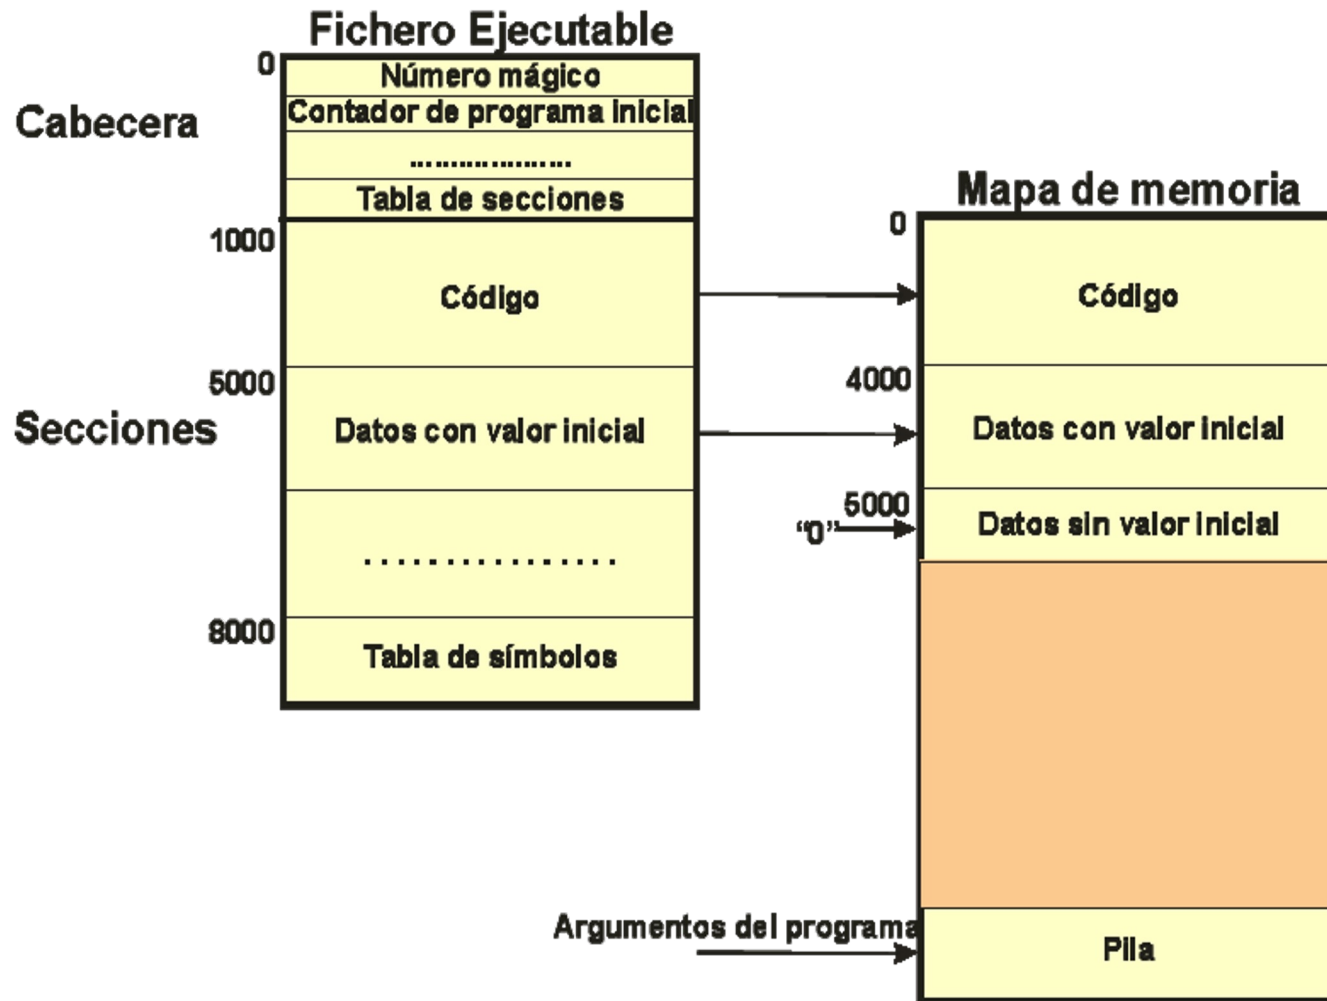 Fichero Ejecutable
0
Número mágico
Cabecera
Contador de programa inicial
....................
Tabla de secciones
1000
Código
5000
Secciones
Datos con valor inicial
. . . . . . . . . . . . . . . .
8000
Tabla de símbolos
Mapa de memoria
0
Código
4000
Datos con valor inicial
5000
“0”
Datos sin valor inicial
Argumentos del programa
Pila